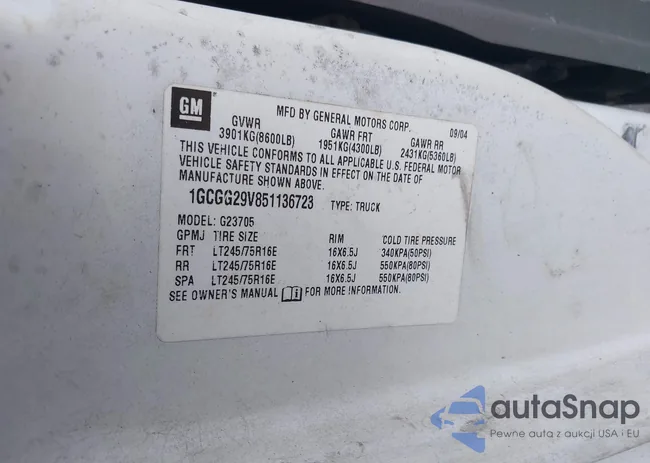 GM
MFD BY GENERAL MOTORS CORP. 09/04
GVWR GAWR FRT GAWR RR
3901KG(8600LB) 1951KG(4300LB) 2431KG(5360LB)
THIS VEHICLE CONFORMS TO ALL APPLICABLE U.S. FEDERAL MOTOR
VEHICLE SAFETY STANDARDS IN EFFECT ON THE DATE OF
MANUFACTURE SHOWN ABOVE.
1GCGG29V851136723 TYPE: TRUCK
MODEL: G23705
GPMJ TIRE SIZE RIM COLD TIRE PRESSURE
FRT LT245/75R16E 16X6.5J 340KPA(50PSI)
RR LT245/75R16E 16X6.5J 550KPA(80PSI)
SPA LT245/75R16E 16X6.5J 550KPA(80PSI)
SEE OWNER'S MANUAL FOR MORE INFORMATION.
autaSnap
Pewne auta z aukcji USA i EU